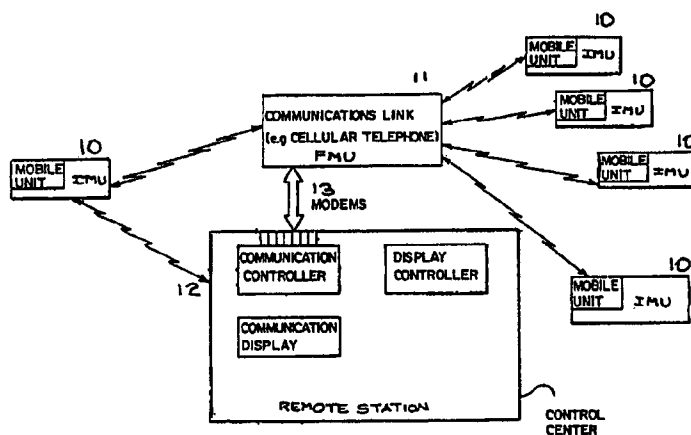 10
MOBILE
UNIT IMU
10
MOBILE
UNIT IMU
10
MOBILE
UNIT IMU
10
MOBILE
UNIT IMU
10
MOBILE
UNIT IMU
11
COMMUNICATIONS LINK
(e.g CELLULAR TELEPHONE)
FMU
13
MODEMS
12
COMMUNICATION
CONTROLLER
DISPLAY
CONTROLLER
COMMUNICATION
DISPLAY
REMOTE STATION
CONTROL
CENTER